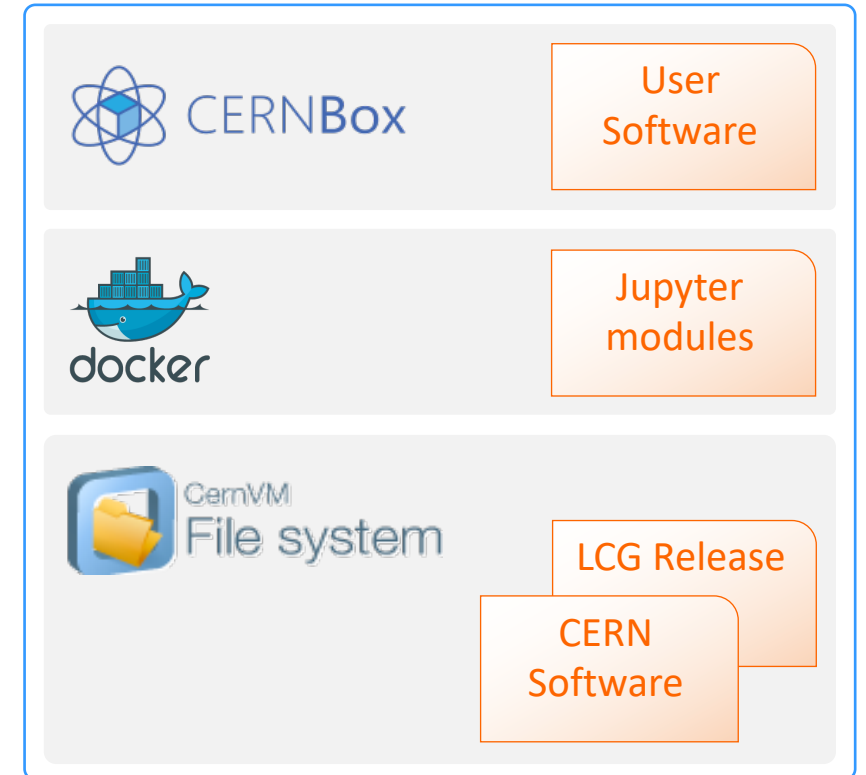 CERNBox
User
Software
docker
Jupyter
modules
CernVM
File system
LCG Release
CERN
Software